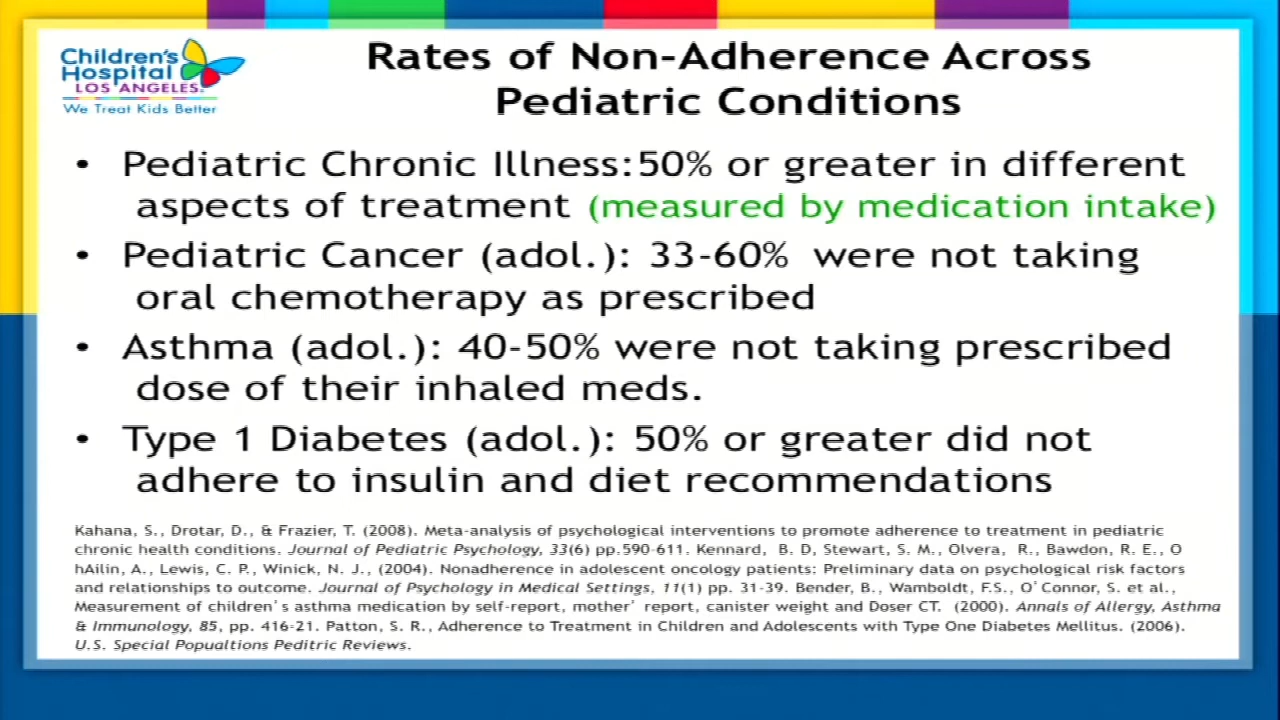 Children's
Hospital
LOS ANGELES
We Treat Kids Better
Rates of Non-Adherence Across
Pediatric Conditions
• Pediatric Chronic Illness:50% or greater in different
aspects of treatment (measured by medication intake)
• Pediatric Cancer (adol.): 33-60% were not taking
oral chemotherapy as prescribed
• Asthma (adol.): 40-50% were not taking prescribed
dose of their inhaled meds.
• Type 1 Diabetes (adol.): 50% or greater did not
adhere to insulin and diet recommendations
Kahana, S., Drotar, D., & Frazier, T. (2008). Meta-analysis of psychological interventions to promote adherence to treatment in pediatric
chronic health conditions. Journal of Pediatric Psychology, 33(6) pp.590-611. Kennard, B. D, Stewart, S. M., Olvera, R., Bawdon, R. E., O
hAilin, A., Lewis, C. P., Winick, N. J., (2004). Nonadherence in adolescent oncology patients: Preliminary data on psychological risk factors
and relationships to outcome. Journal of Psychology in Medical Settings, 11(1) pp. 31-39. Bender, B., Wamboldt, F.S., O'Connor, S. et al.,
Measurement of children's asthma medication by self-report, mother' report, canister weight and Doser CT. (2000). Annals of Allergy, Asthma
& Immunology, 85, pp. 416-21. Patton, S. R., Adherence to Treatment in Children and Adolescents with Type One Diabetes Mellitus. (2006).
U.S. Special Popualtions Peditric Reviews.